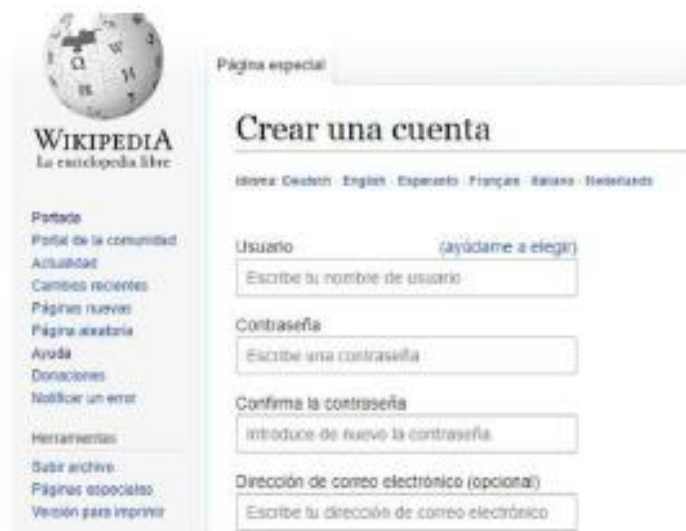 WIKIPEDIA
La enciclopedia libre
Portada
Portal de la comunidad
Actualidad
Cambios recientes
Páginas nuevas
Página aleatoria
Ayuda
Donaciones
Notificar un error
Herramientas
Subir archivo
Páginas especiales
Versión para imprimir
Página especial
Crear una cuenta
Idioma: Deutsch · English · Esperanto · Français · Italiano · Nederlands
Usuario (ayúdame a elegir)
Escribe tu nombre de usuario
Contraseña
Escribe una contraseña
Confirma la contraseña
Introduce de nuevo la contraseña
Dirección de correo electrónico (opcional)
Escribe tu dirección de correo electrónico